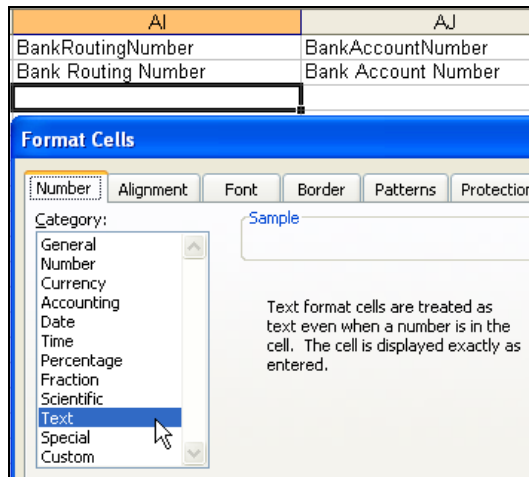 AI AJ
BankRoutingNumber BankAccountNumber
Bank Routing Number Bank Account Number
Format Cells
Number Alignment Font Border Patterns Protection
Category: Sample
General
Number
Currency
Accounting
Date
Time
Percentage
Fraction
Scientific
Text
Special
Custom
Text format cells are treated as
text even when a number is in the
cell. The cell is displayed exactly as
entered.